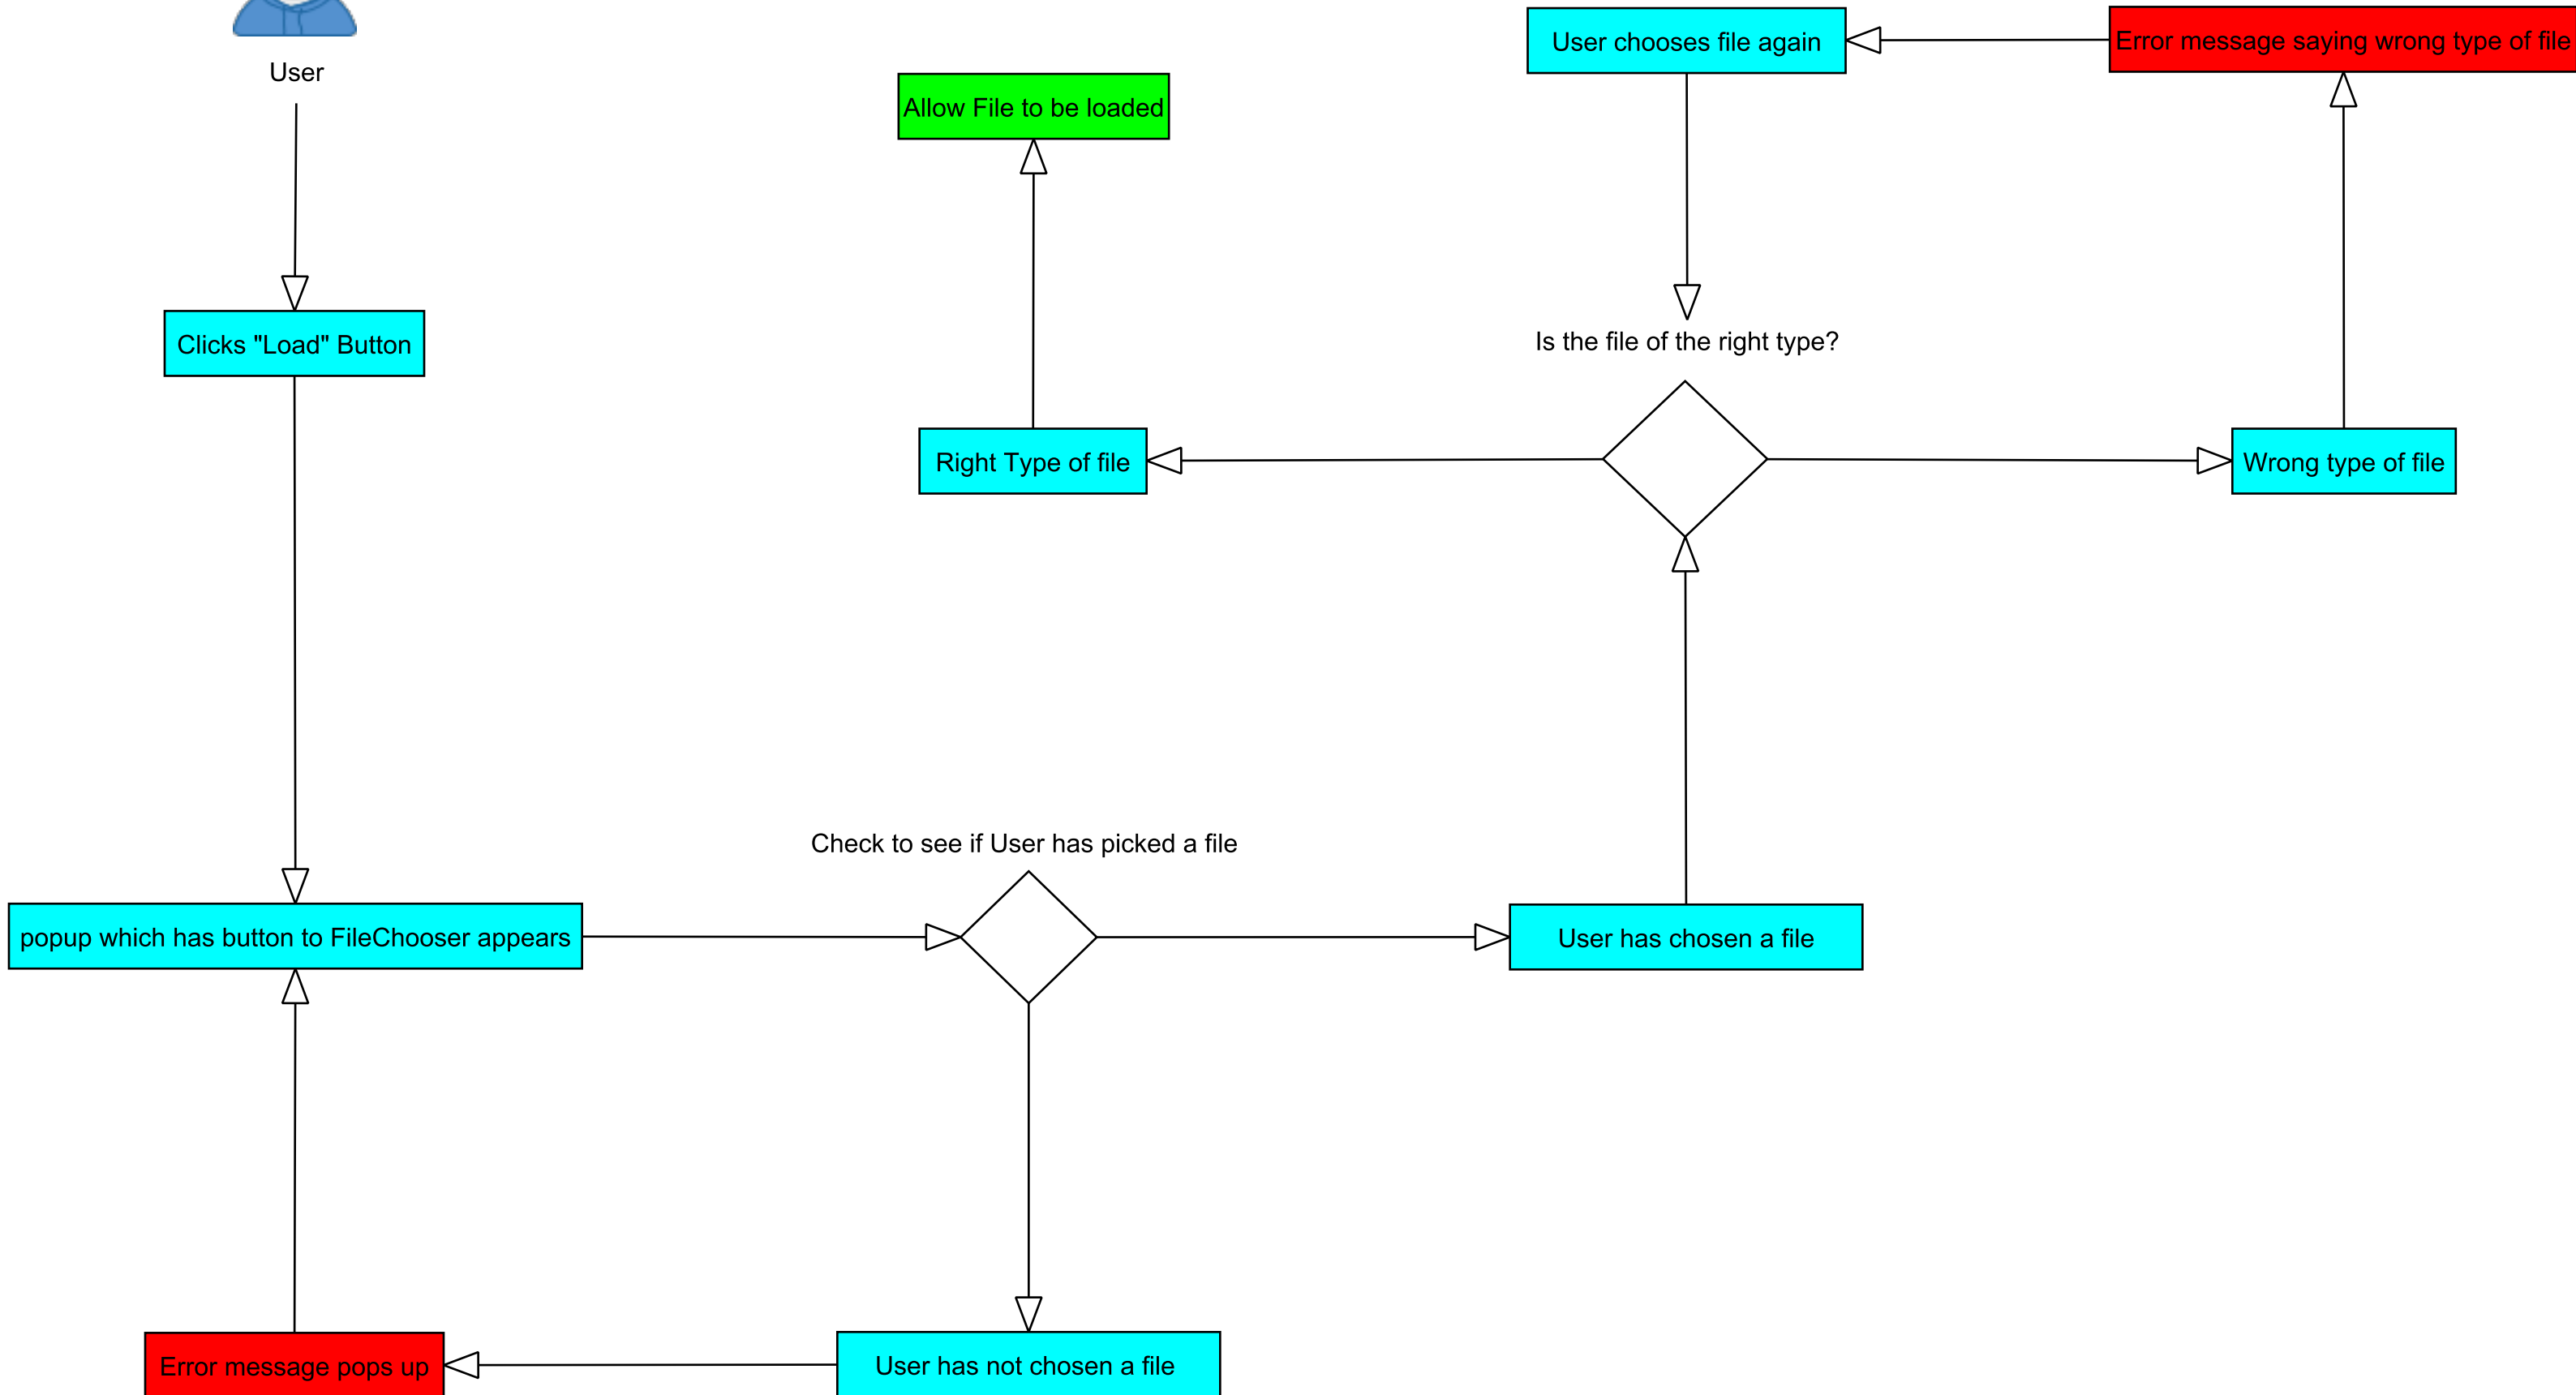 User chooses file again
Error message saying wrong type of file
User
Allow File to be loaded
Clicks "Load" Button
Is the file of the right type?
Right Type of file
Wrong type of file
Check to see if User has picked a file
popup which has button to FileChooser appears
User has chosen a file
Error message pops up
User has not chosen a file